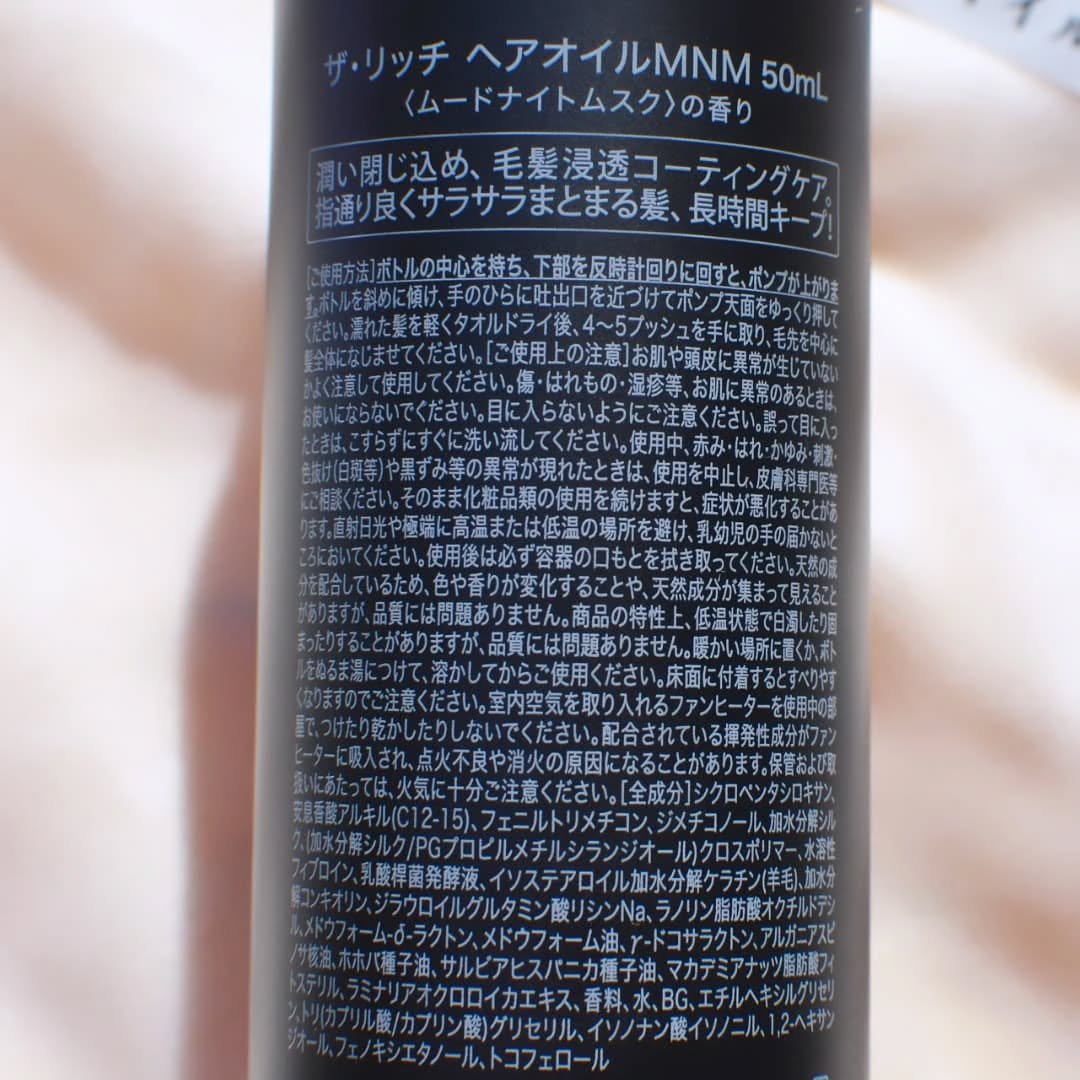 イル
ザ・リッチ ヘアオイルMNM 50mL
〈ムードナイトムスク〉の香り
潤い閉じ込め、毛髪浸透コーティングケア。
指通り良くサラサラまとまる髪、長時間キープ!
[ご使用方法]ボトルの中心を持ち、下部を反時計回りに回すと、ポンプが上がりま
す。ボトルを斜めに傾け、手のひらに吐出口を近づけてポンプ天面をゆっくり押して
ください。濡れた髪を軽くタオルドライ後、4〜5プッシュを手に取り、毛先を中心に
髪全体になじませてください。[ご使用上の注意]お肌や頭皮に異常が生じていない
かよく注意して使用してください。傷・はれもの・湿疹等、お肌に異常のあるときは、
お使いにならないでください。目に入らないようにご注意ください。誤って目に入っ
たときは、こすらずにすぐに洗い流してください。使用中、赤み・はれ・かゆみ・刺激・
色抜け(白斑等)や黒ずみ等の異常が現れたときは、使用を中止し、皮膚科専門医等
にご相談ください。そのまま化粧品類の使用を続けますと、症状が悪化することがあ
ります。直射日光や極端に高温または低温の場所を避け、乳幼児の手の届かないと
ころにおいてください。使用後は必ず容器の口もとを拭き取ってください。天然の成
分を配合しているため、色や香りが変化することや、天然成分が集まって見えること
がありますが、品質には問題ありません。商品の特性上、低温状態で白濁したり固
まったりすることがありますが、品質には問題ありません。暖かい場所に置くか、ボト
ルをぬるま湯につけて、溶かしてからご使用ください。床面に付着するとすべりやす
くなりますのでご注意ください。室内空気を取り入れるファンヒーターを使用中の部
屋で、つけたり乾かしたりしないでください。配合されている揮発性成分がファン
ヒーターに吸入され、点火不良や消火の原因になることがあります。保管および取
扱いにあたっては、火気に十分ご注意ください。[全成分]シクロペンタシロキサン、
安息香酸アルキル(C12-15)、フェニルトリメチコン、ジメチコノール、加水分解シル
ク、(加水分解シルク/PGプロピルメチルシランジオール)クロスポリマー、水溶性
フィブロイン、乳酸桿菌発酵液、イソステアロイル加水分解ケラチン(羊毛)、加水分
解コンキオリン、ジラウロイルグルタミン酸リシンNa、ラノリン脂肪酸オクチルドデシ
ル、メドウフォーム-δ-ラクトン、メドウフォーム油、γ-ドコサラクトン、アルガニアスピ
ノサ核油、ホホバ種子油、サルビアヒスパニカ種子油、マカデミアナッツ脂肪酸フィ
トステリル、ラミナリアオクロロイカエキス、香料、水、BG、エチルヘキシルグリセリ
ン、トリ(カプリル酸/カプリン酸)グリセリル、イソノナン酸イソノニル、1,2-ヘキサン
ジオール、フェノキシエタノール、トコフェロール